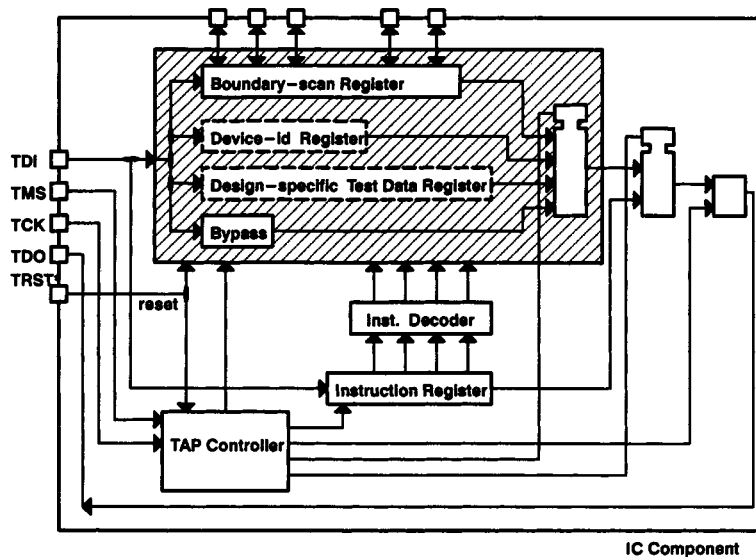 Boundary-scan Register
Device-id Register
TDI
Design-specific Test Data Register
TMS
TCK
Bypass
TDO
TRST*
reset
Inst. Decoder
Instruction Register
TAP Controller
IC Component